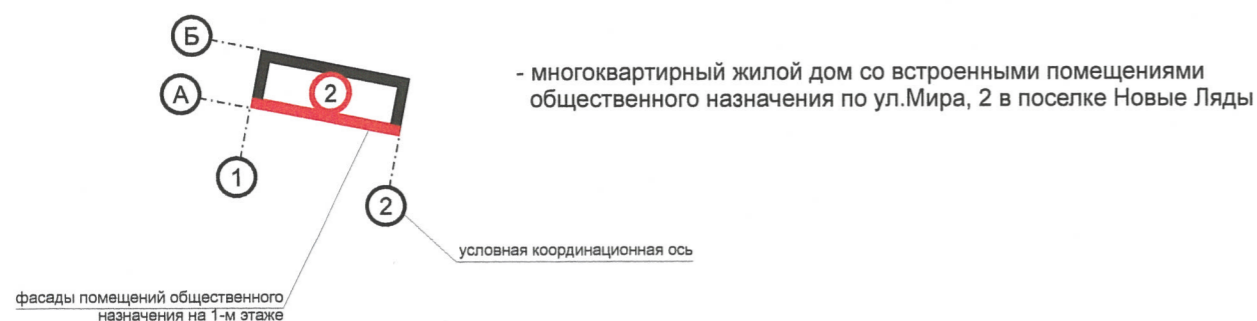 Б
А
2
1
2
- многоквартирный жилой дом со встроенными помещениями
общественного назначения по ул.Мира, 2 в поселке Новые Ляды
условная координационная ось
фасады помещений общественного
назначения на 1-м этаже